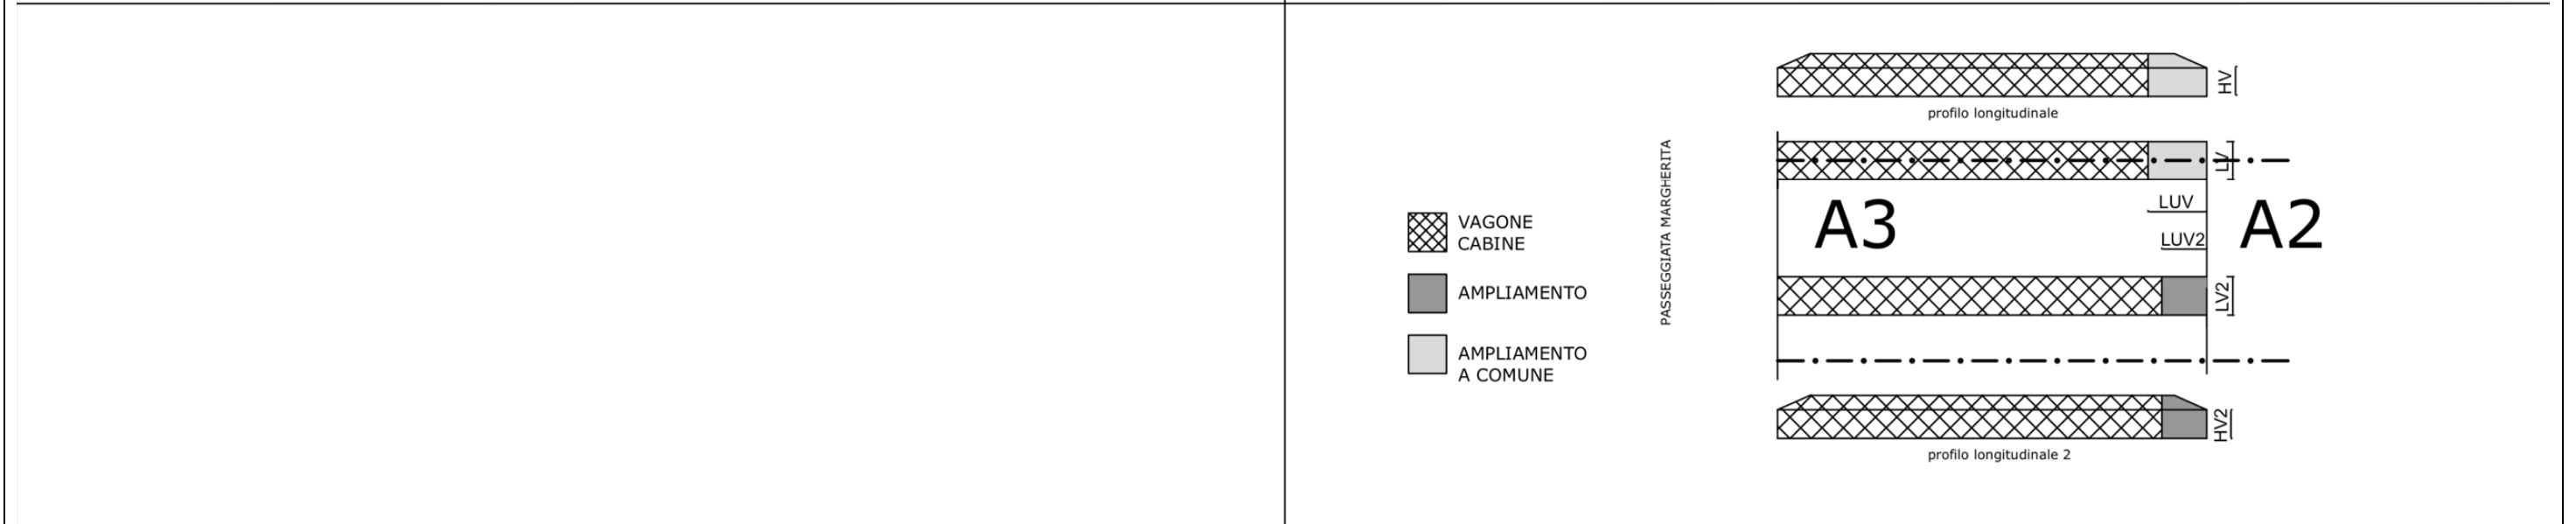 HV
profilo longitudinale
PASSEGGIATA MARGHERITA
LV
LUV
A3
A2
LUV2
VAGONE
CABINE
AMPLIAMENTO
LV2
AMPLIAMENTO
A COMUNE
HV2
profilo longitudinale 2